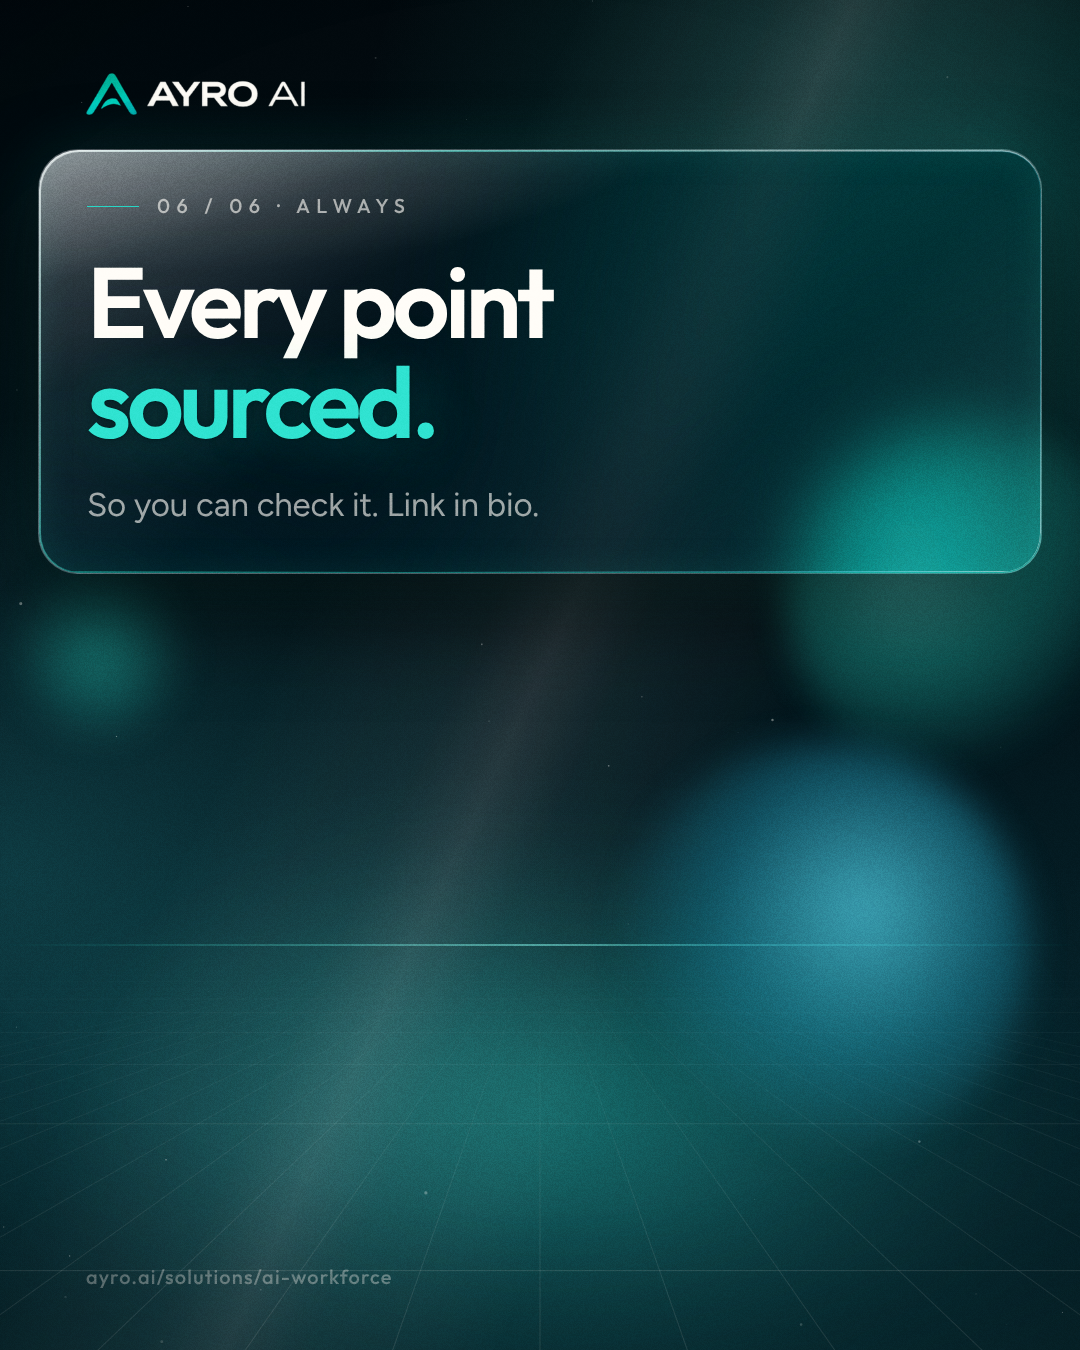 AYRO AI
06 / 06 · ALWAYS
Every point
sourced.
So you can check it. Link in bio.
ayro.ai/solutions/ai-workforce